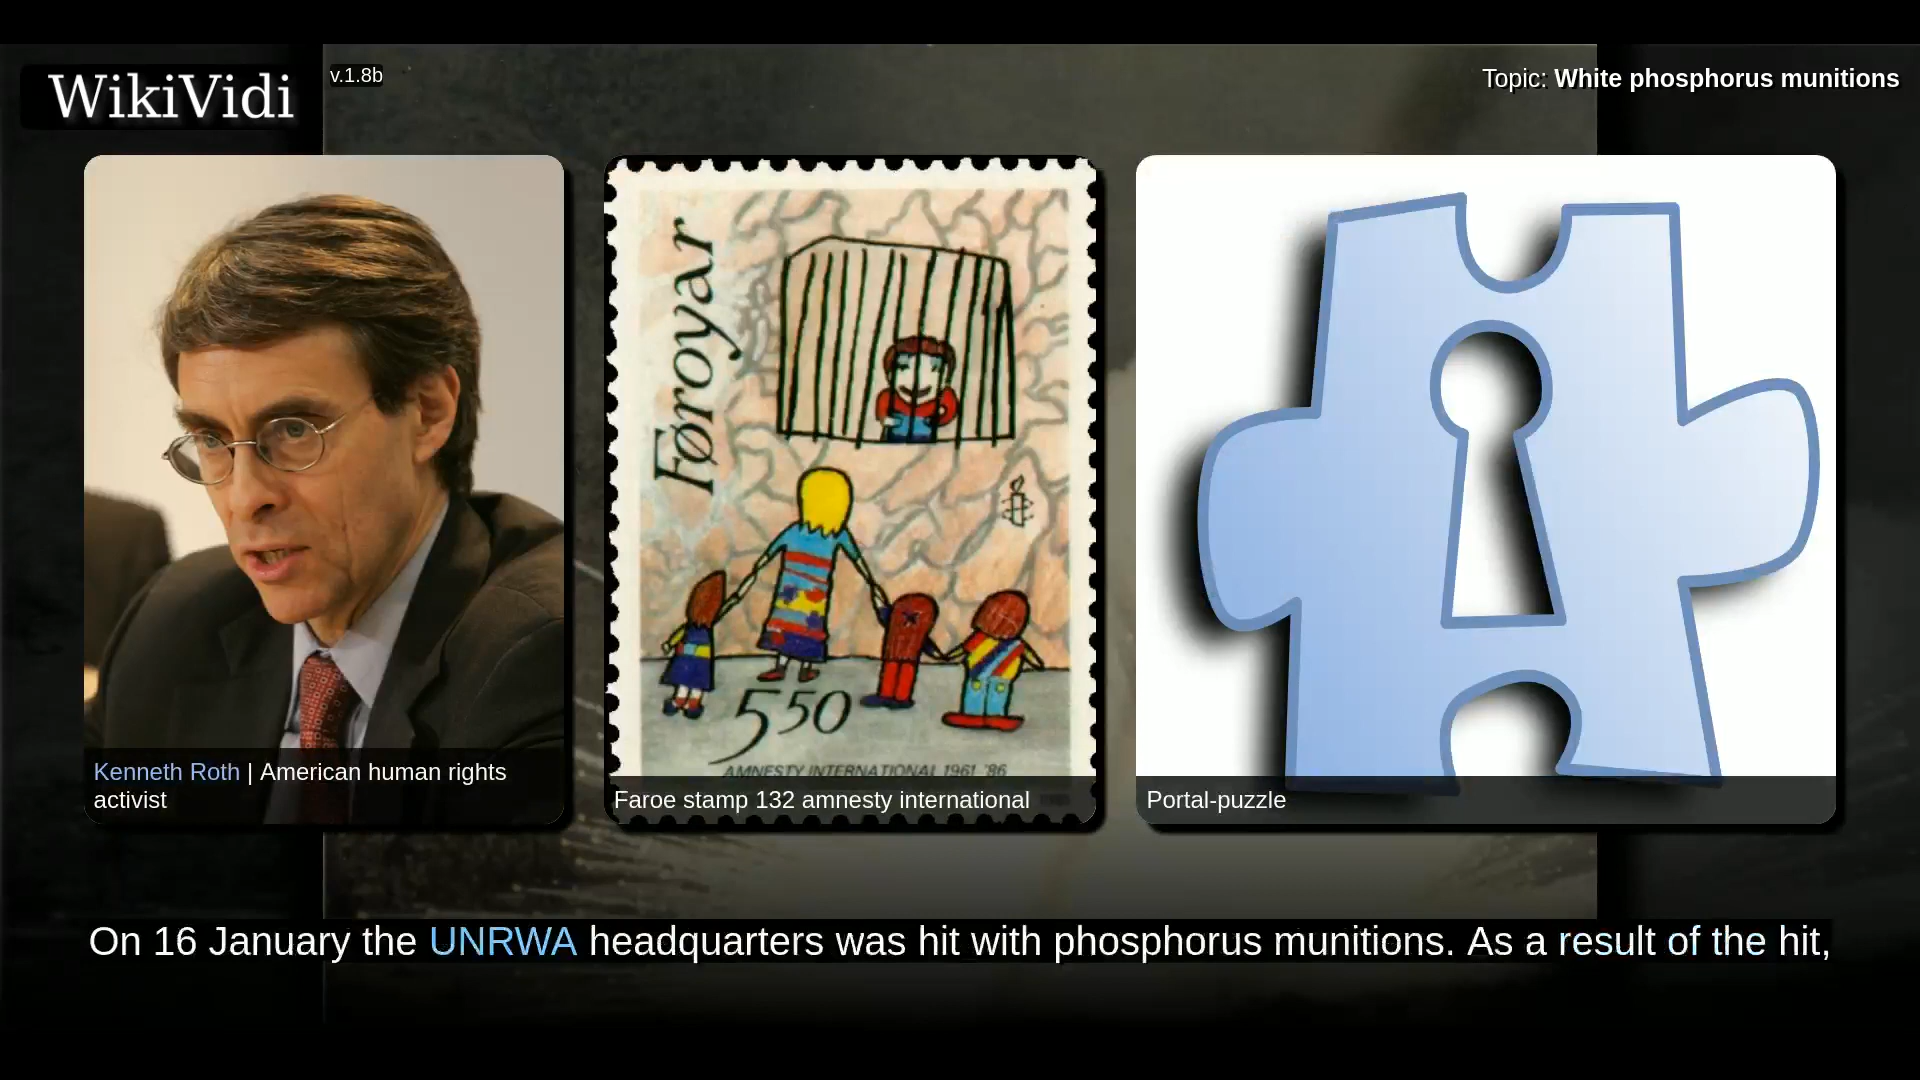 WikiVidi
v.1.8b
Topic: White phosphorus munitions
Kenneth Roth | American human rights
activist
Føroyar
550
AMNESTY INTERNATIONAL 1961 '86
Faroe stamp 132 amnesty international
Portal-puzzle
On 16 January the UNRWA headquarters was hit with phosphorus munitions. As a result of the hit,